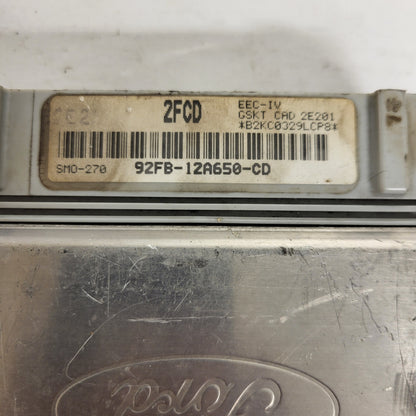 2FCD
EEC-IV
GSKT CAD 2E201
*B2KC0329LCP8*
SMO-270
92FB-12A650-CD
Ford